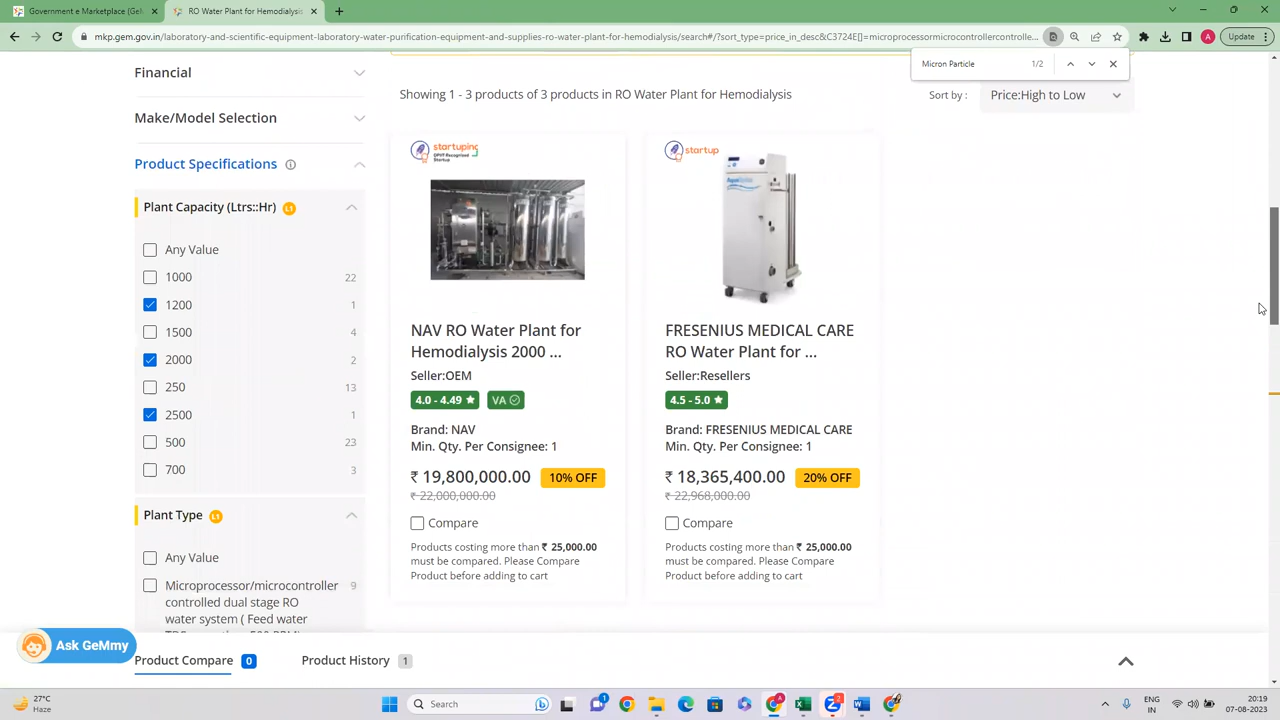 Government e Mkplace (GeM
RO Water Plant for Hemodialysis
mkp.gem.gov.in/laboratory-and-scientific-equipment-laboratory-water-purification-equipment-and-supplies-ro-water-plant-for-hemodialysis/search#/?sort_type=price_in_desc&C3724E[]=microprocessormicrocontrollercontrolle...
A
Update
Micron Particle 1/2
Financial
Showing 1 - 3 products of 3 products in RO Water Plant for Hemodialysis
Sort by : Price:High to Low
Make/Model Selection
Product Specifications
Plant Capacity (Ltrs::Hr) L1
Any Value
1000 22
1200 1
1500 4
2000 2
250 13
2500 1
500 23
700 3
Plant Type L1
Any Value
Microprocessor/microcontroller 9
controlled dual stage RO
water system ( Feed water
startuping
DPIIT Recognised
Startup
NAV RO Water Plant for
Hemodialysis 2000 ...
Seller:OEM
4.0 - 4.49 VA
Brand: NAV
Min. Qty. Per Consignee: 1
₹ 19,800,000.00 10% OFF
₹ 22,000,000.00
Compare
Products costing more than ₹ 25,000.00
must be compared. Please Compare
Product before adding to cart
startup
FRESENIUS MEDICAL CARE
RO Water Plant for ...
Seller:Resellers
4.5 - 5.0
Brand: FRESENIUS MEDICAL CARE
Min. Qty. Per Consignee: 1
₹ 18,365,400.00 20% OFF
₹ 22,968,000.00
Compare
Products costing more than ₹ 25,000.00
must be compared. Please Compare
Product before adding to cart
Ask GeMmy
Product Compare 0
Product History 1
27°C
Haze
Search
ENG
IN
20:19
07-08-2023